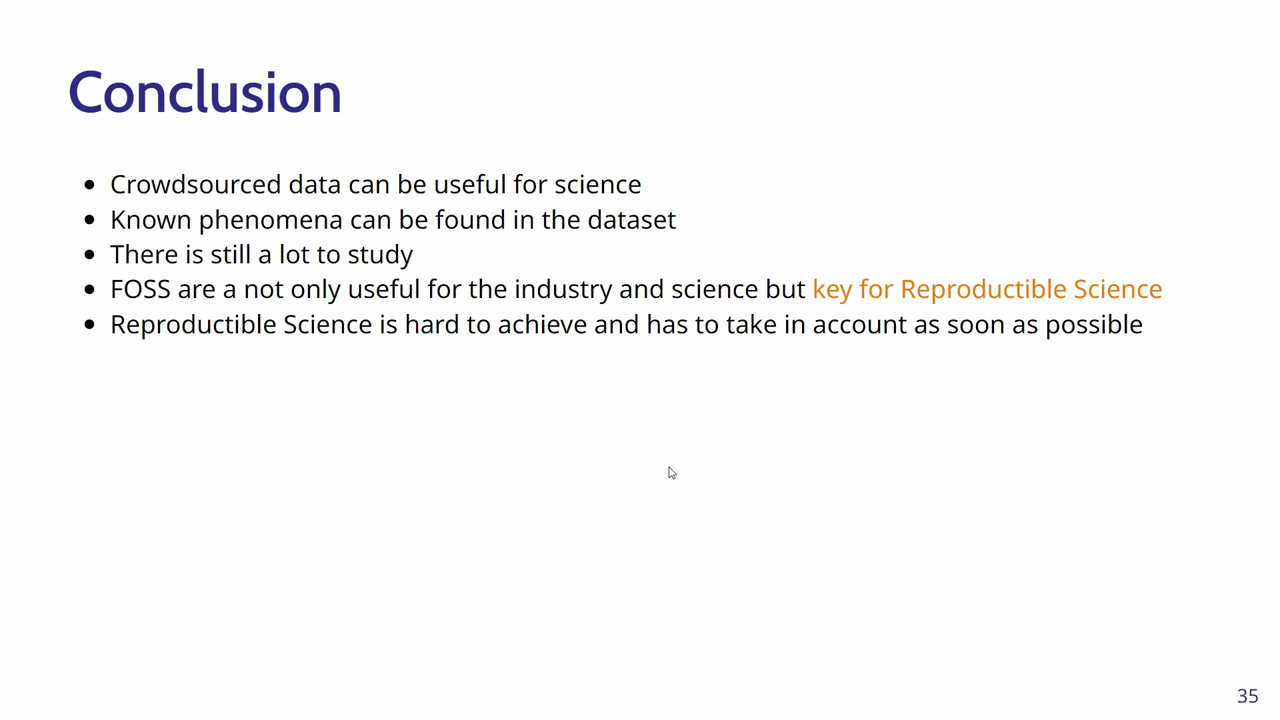 Conclusion
• Crowdsourced data can be useful for science
• Known phenomena can be found in the dataset
• There is still a lot to study
• FOSS are a not only useful for the industry and science but key for Reproductible Science
• Reproductible Science is hard to achieve and has to take in account as soon as possible
35